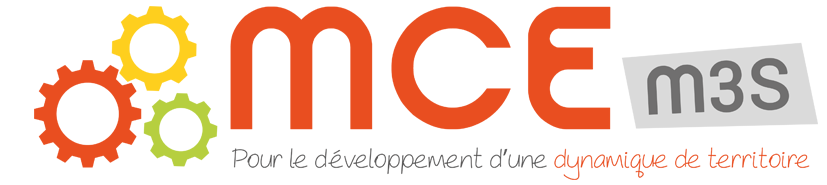 mCE m3S
Pour le développement d'une dynamique de territoire